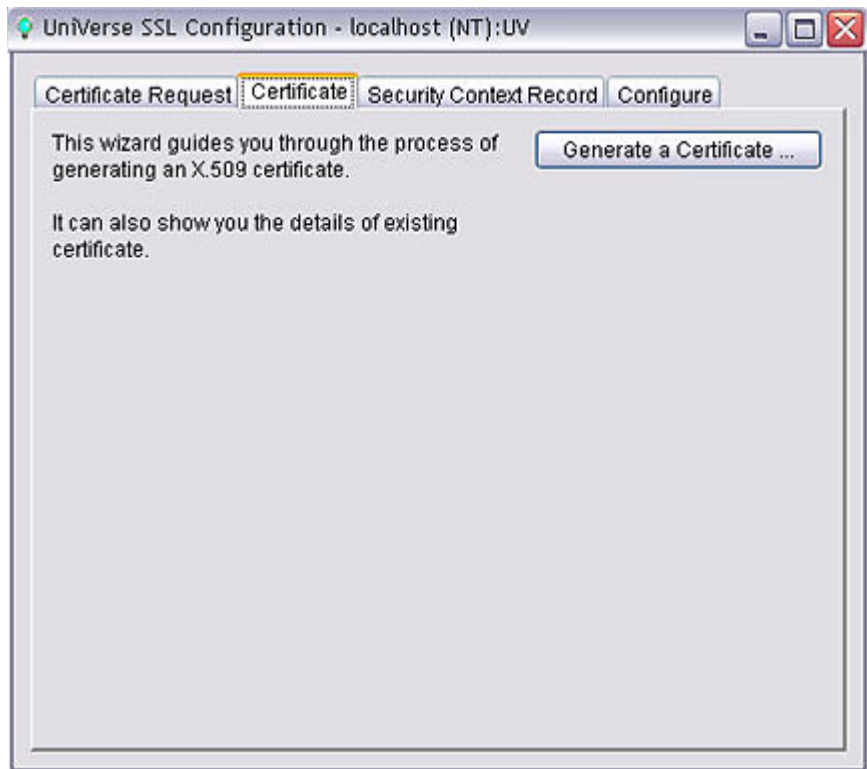 UniVerse SSL Configuration - localhost (NT):UV
Certificate Request Certificate Security Context Record Configure
This wizard guides you through the process of
generating an X.509 certificate.
Generate a Certificate ...
It can also show you the details of existing
certificate.